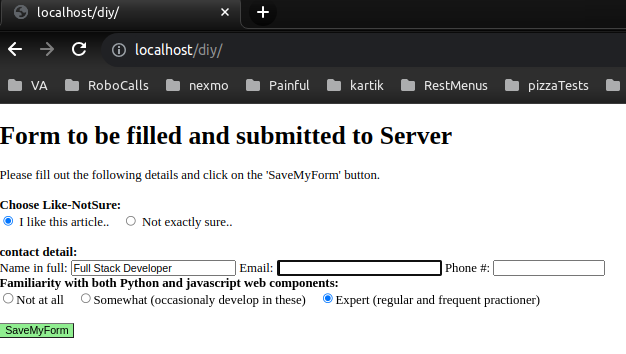 localhost/diy/
localhost/diy/
VA RoboCalls nexmo Painful kartik RestMenus pizzaTests
Form to be filled and submitted to Server
Please fill out the following details and click on the 'SaveMyForm' button.
Choose Like-NotSure:
I like this article.. Not exactly sure..
contact detail:
Name in full: Full Stack Developer Email: Phone #:
Familiarity with both Python and javascript web components:
Not at all Somewhat (occasionaly develop in these) Expert (regular and frequent practioner)
SaveMyForm